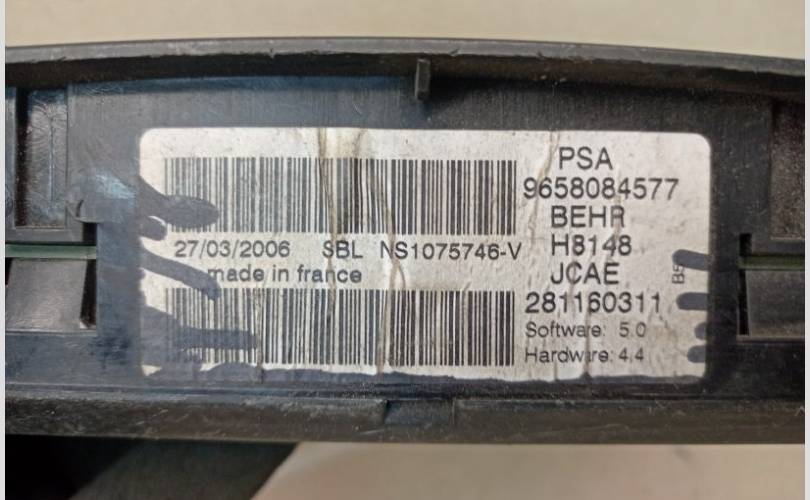 27/03/2006 SBL NS1075746-V
made in france
PSA
9658084577
BEHR
H8148
JCAE
281160311
Software: 5.0
Hardware: 4.4